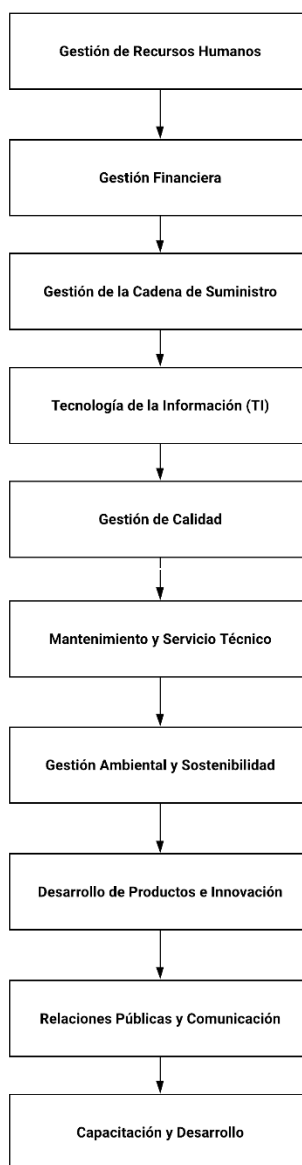 Gestión de Recursos Humanos
Gestión Financiera
Gestión de la Cadena de Suministro
Tecnología de la Información (TI)
Gestión de Calidad
Mantenimiento y Servicio Técnico
Gestión Ambiental y Sostenibilidad
Desarrollo de Productos e Innovación
Relaciones Públicas y Comunicación
Capacitación y Desarrollo